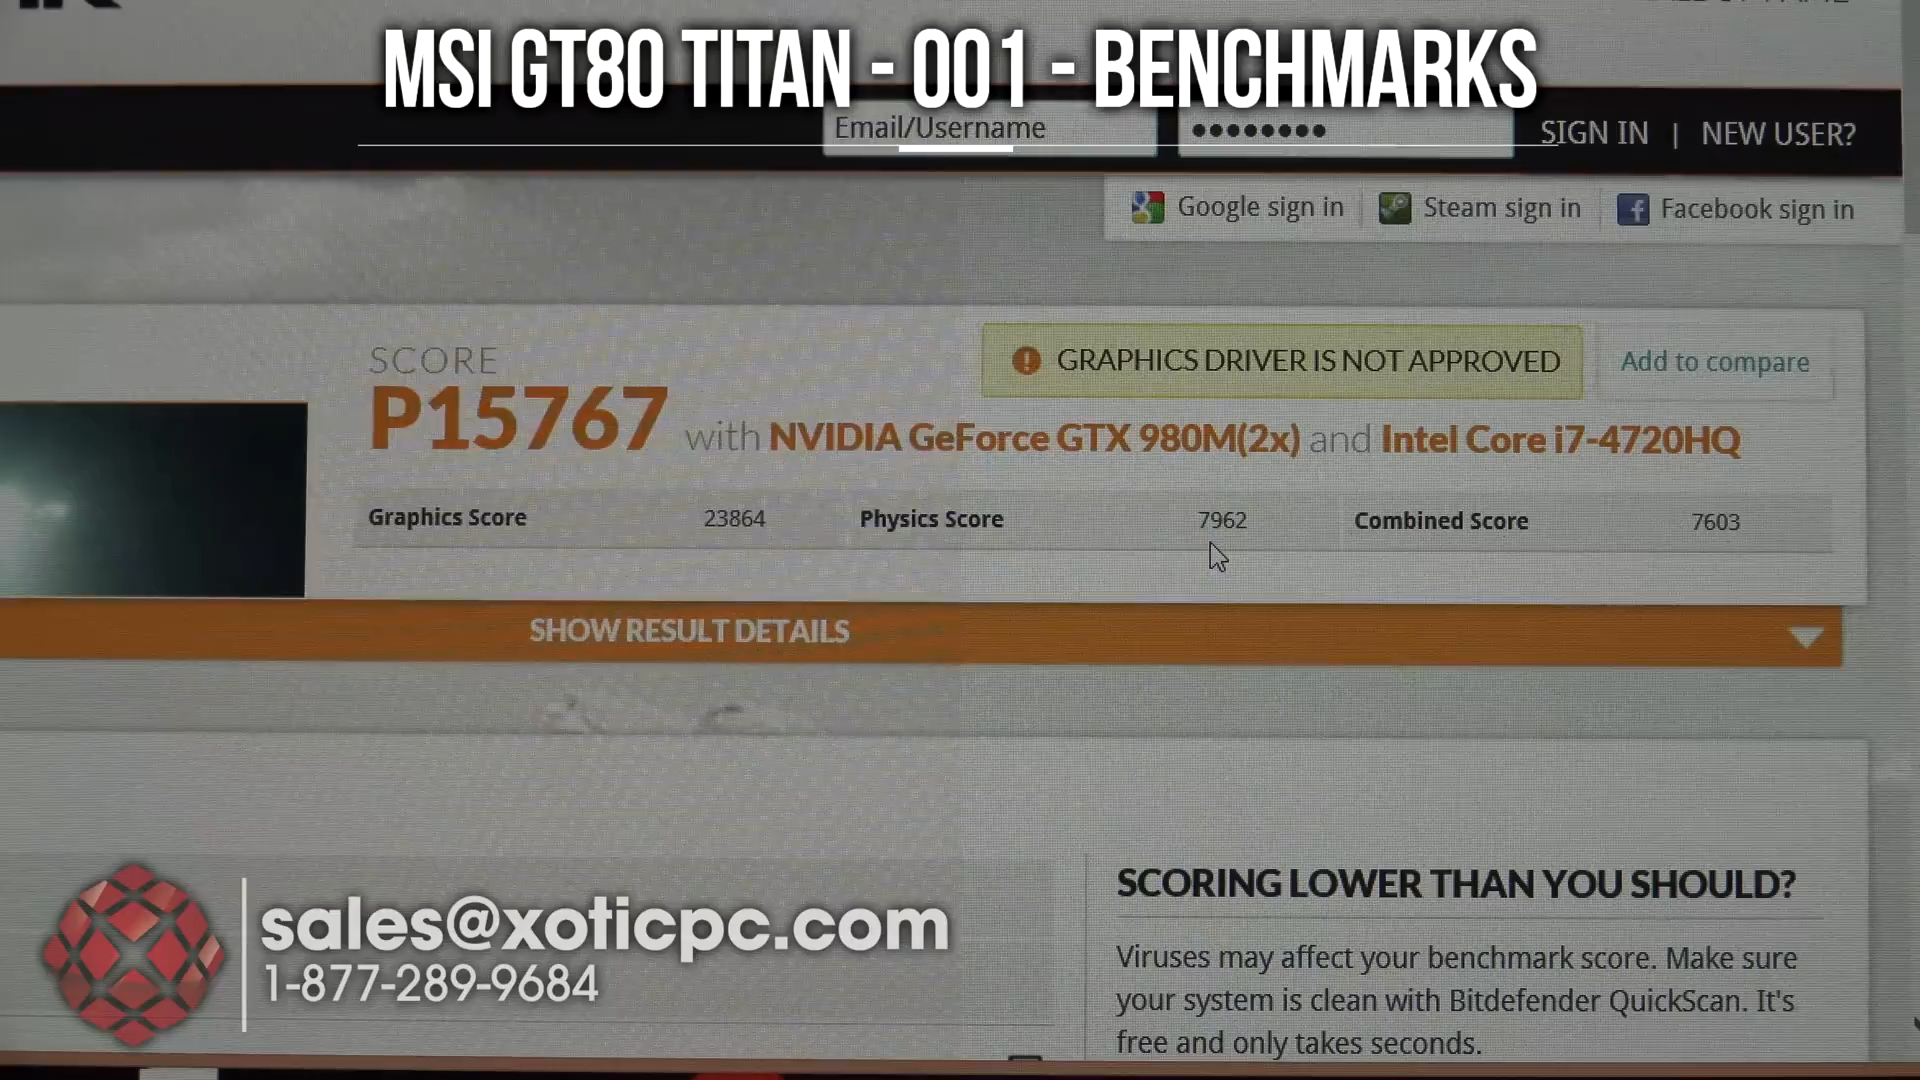 MSI GT80 TITAN - 001 - BENCHMARKS
Email/Username
SIGN IN | NEW USER?
Google sign in
Steam sign in
Facebook sign in
SCORE
GRAPHICS DRIVER IS NOT APPROVED
Add to compare
P15767 with NVIDIA GeForce GTX 980M(2x) and Intel Core i7-4720HQ
Graphics Score 23864 Physics Score 7962 Combined Score 7603
SHOW RESULT DETAILS
SCORING LOWER THAN YOU SHOULD?
Viruses may affect your benchmark score. Make sure
your system is clean with Bitdefender QuickScan. It's
free and only takes seconds.
sales@xoticpc.com
1-877-289-9684